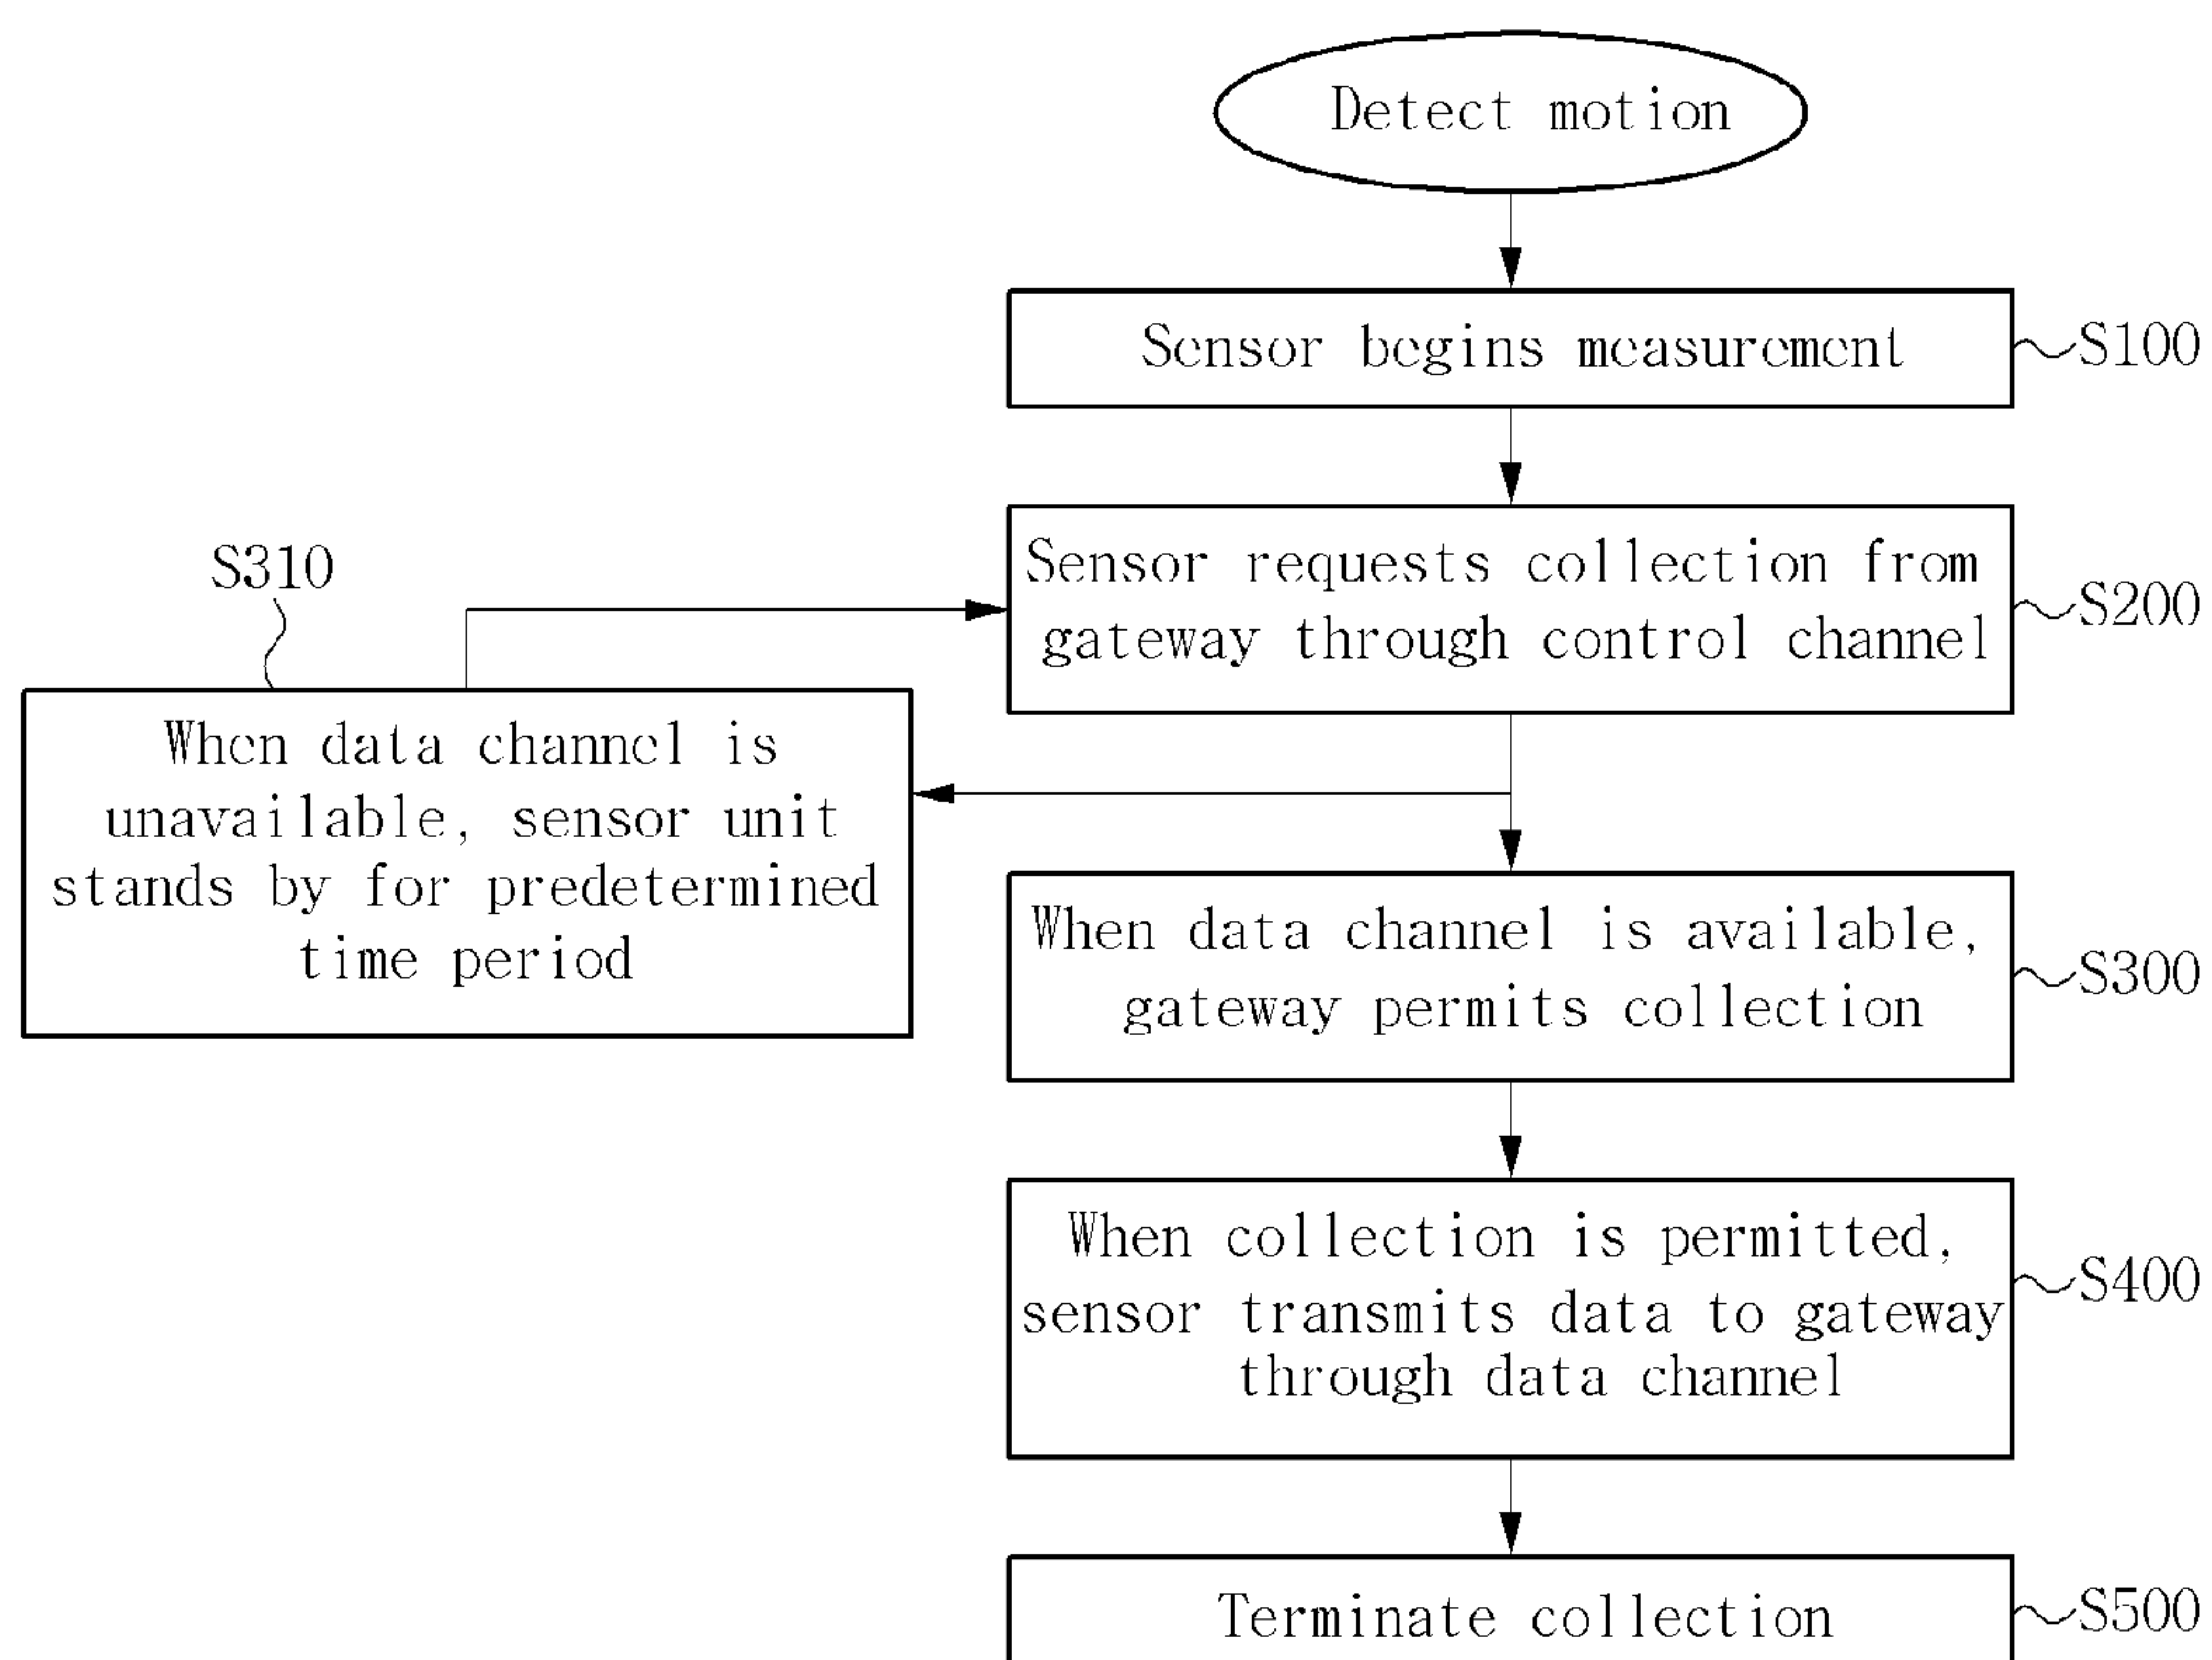 Detect motion
Sensor begins measurement
S100
Sensor requests collection from
gateway through control channel
S200
S310
When data channel is
unavailable, sensor unit
stands by for predetermined
time period
When data channel is available,
gateway permits collection
S300
When collection is permitted,
sensor transmits data to gateway
through data channel
S400
Terminate collection
S500